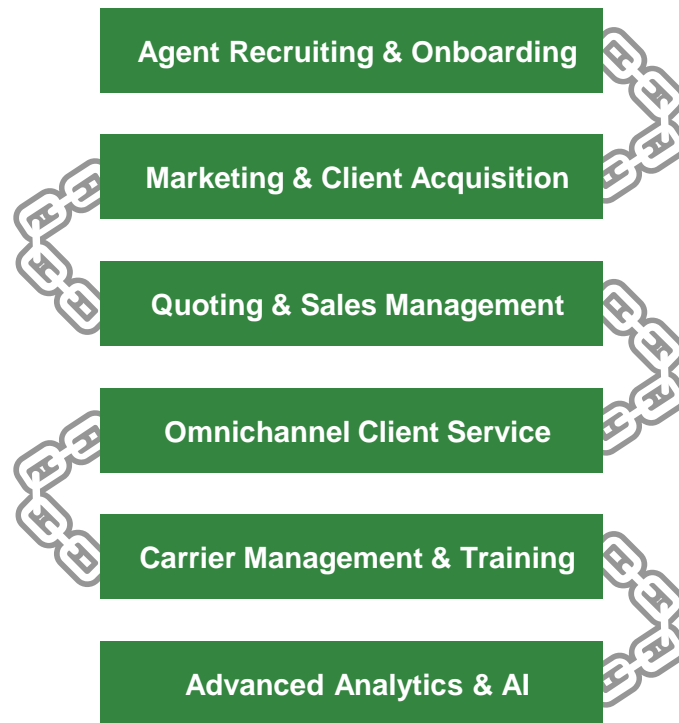 Agent Recruiting & Onboarding
Marketing & Client Acquisition
Quoting & Sales Management
Omnichannel Client Service
Carrier Management & Training
Advanced Analytics & AI